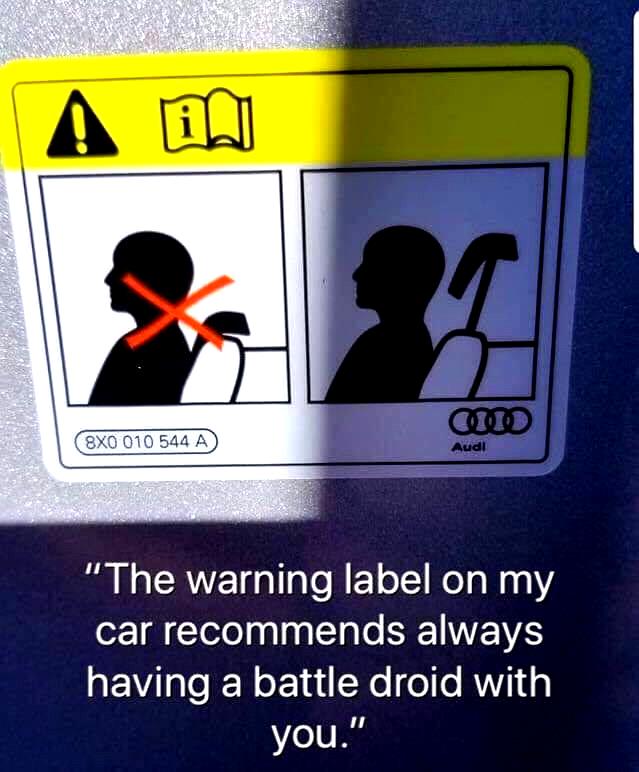 i
8X0 010 544 A
Audi
"The warning label on my
car recommends always
having a battle droid with
you."